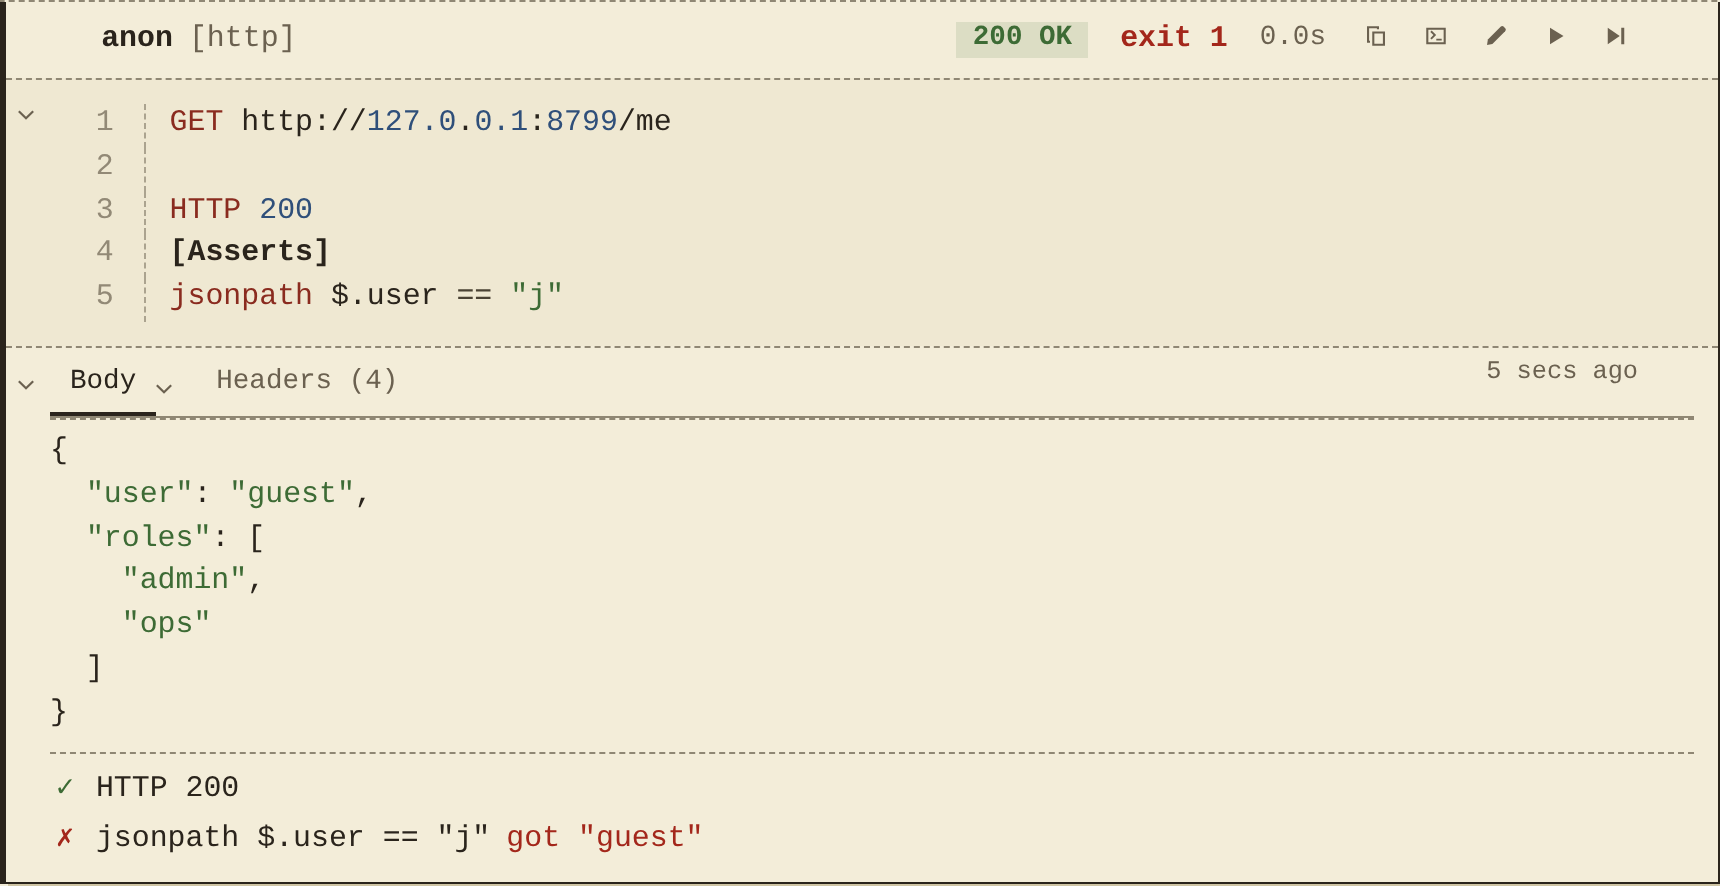 anon [http] 200 OK exit 1 0.0s
1 GET http://127.0.0.1:8799/me
2
3 HTTP 200
4 [Asserts]
5 jsonpath $.user == "j"
Body Headers (4) 5 secs ago
{
  "user": "guest",
  "roles": [
    "admin",
    "ops"
  ]
}
✓ HTTP 200
✗ jsonpath $.user == "j" got "guest"